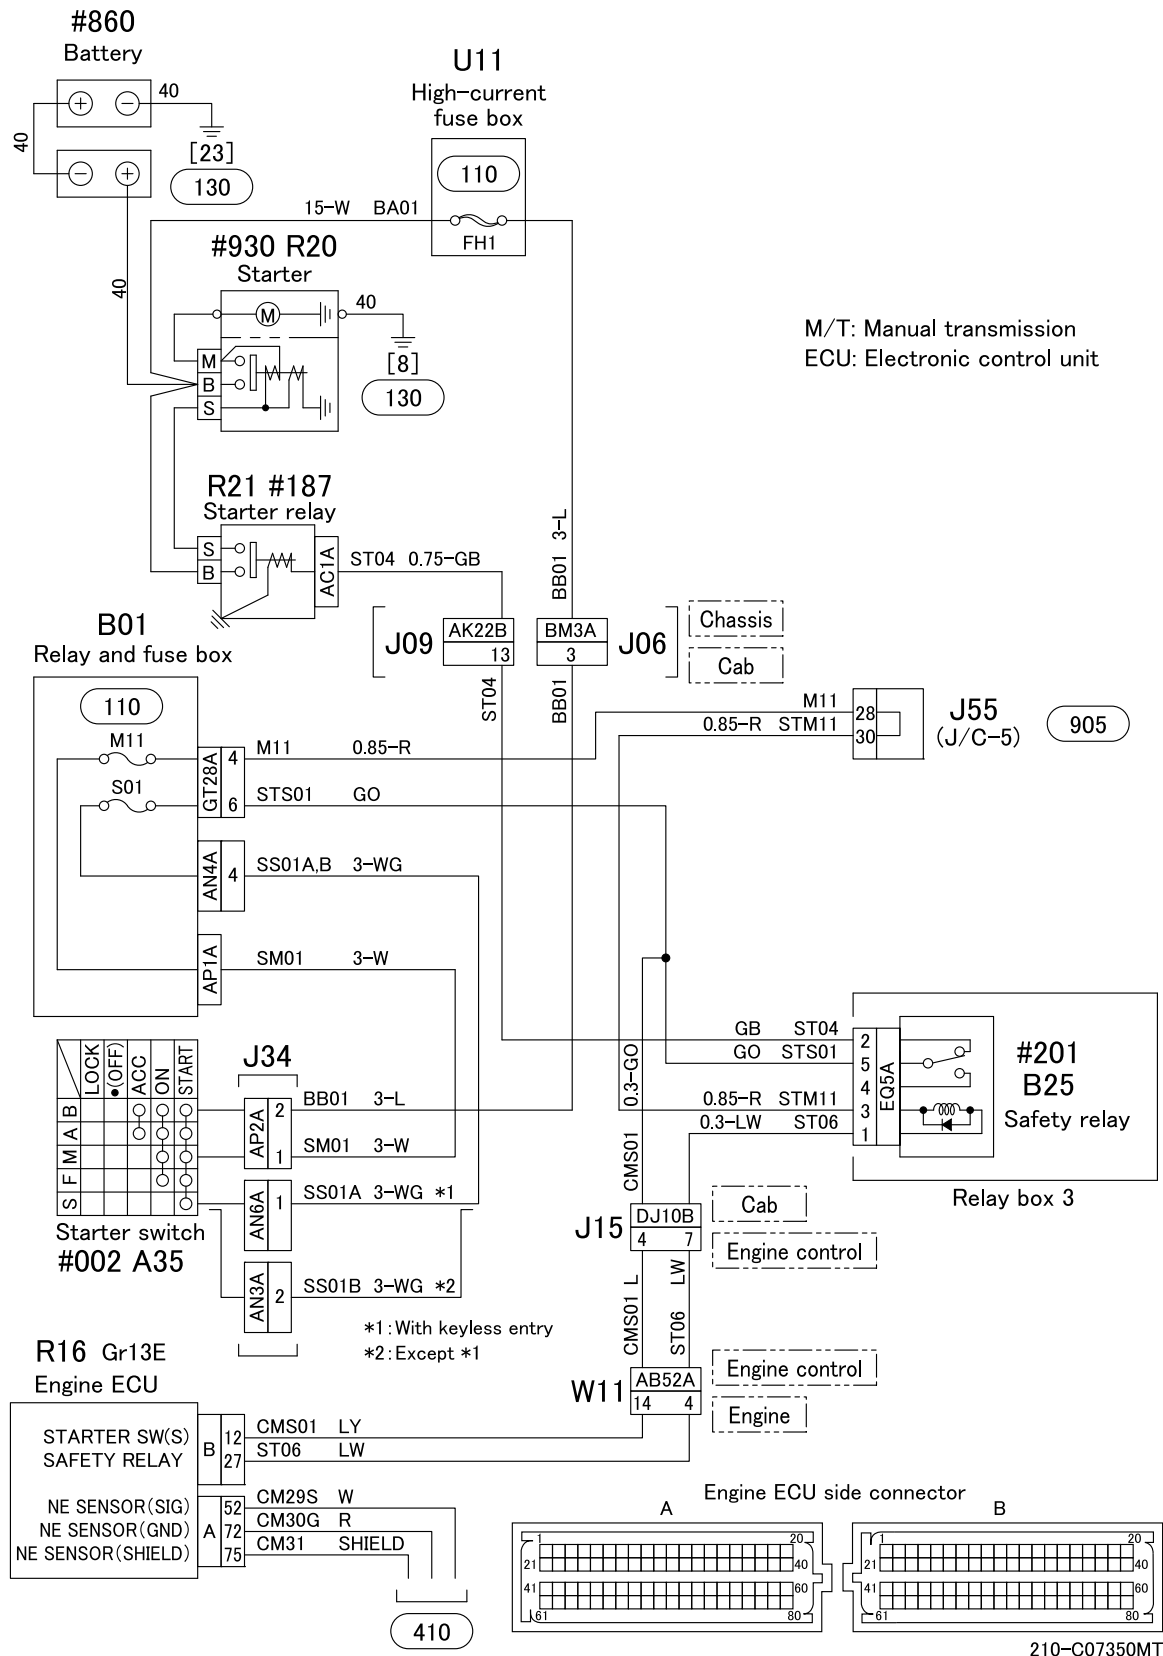 #860
Battery
+
−
40
40
−
+
[23]
130
40
U11
High-current
fuse box
110
FH1
15-W BA01
#930 R20
Starter
M
40
[8]
130
M
B
S
M/T: Manual transmission
ECU: Electronic control unit
R21 #187
Starter relay
S
B
AC1A
ST04 0.75-GB
BB01 3-L
J09
AK22B
13
BM3A
3
J06
Chassis
Cab
ST04
BB01
B01
Relay and fuse box
110
M11
S01
GT28A
4
6
M11 0.85-R
STS01 GO
AN4A
4
SS01A,B 3-WG
AP1A
SM01 3-W
M11
0.85-R STM11
28
30
J55
(J/C-5)
905
GB ST04
GO STS01
0.85-R STM11
0.3-LW ST06
2
5
4
3
1
EQ5A
#201
B25
Safety relay
Relay box 3
LOCK
●(OFF)
ACC
ON
START
B
A
M
F
S
Starter switch
#002 A35
J34
AP2A
2
1
BB01 3-L
SM01 3-W
AN6A
1
SS01A 3-WG *1
AN3A
2
SS01B 3-WG *2
*1: With keyless entry
*2: Except *1
CMS01 0.3-GO
J15
DJ10B
4 7
Cab
Engine control
CMS01 L
ST06 LW
W11
AB52A
14 4
Engine control
Engine
R16 Gr13E
Engine ECU
STARTER SW(S)
SAFETY RELAY
B
12
27
CMS01 LY
ST06 LW
NE SENSOR(SIG)
NE SENSOR(GND)
NE SENSOR(SHIELD)
A
52
72
75
CM29S W
CM30G R
CM31 SHIELD
410
Engine ECU side connector
A
B
1 20
21 40
41 60
61 80
1 20
21 40
41 60
61 80
210-C07350MT